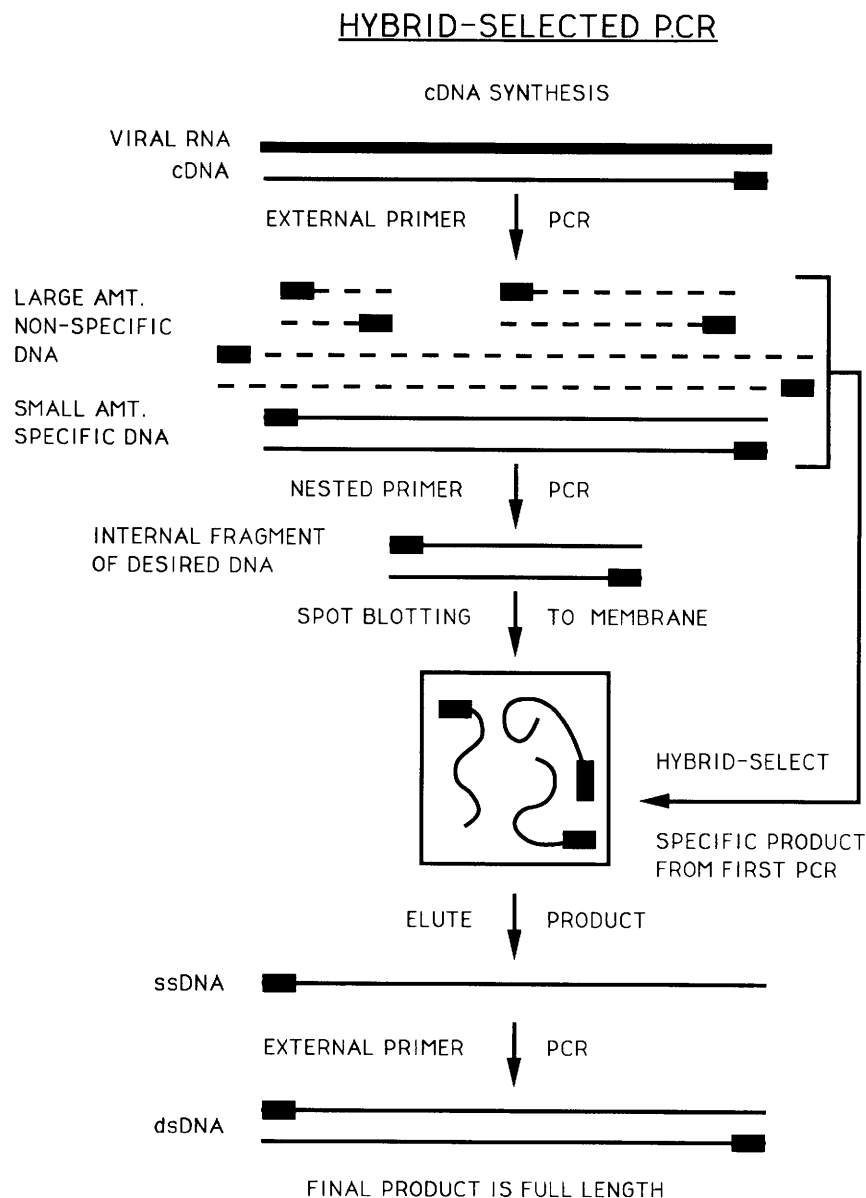 HYBRID-SELECTED PCR
cDNA SYNTHESIS
VIRAL RNA
cDNA
EXTERNAL PRIMER PCR
LARGE AMT.
NON-SPECIFIC
DNA
SMALL AMT.
SPECIFIC DNA
NESTED PRIMER PCR
INTERNAL FRAGMENT
OF DESIRED DNA
SPOT BLOTTING TO MEMBRANE
HYBRID-SELECT
SPECIFIC PRODUCT
FROM FIRST PCR
ELUTE PRODUCT
ssDNA
EXTERNAL PRIMER PCR
dsDNA
FINAL PRODUCT IS FULL LENGTH